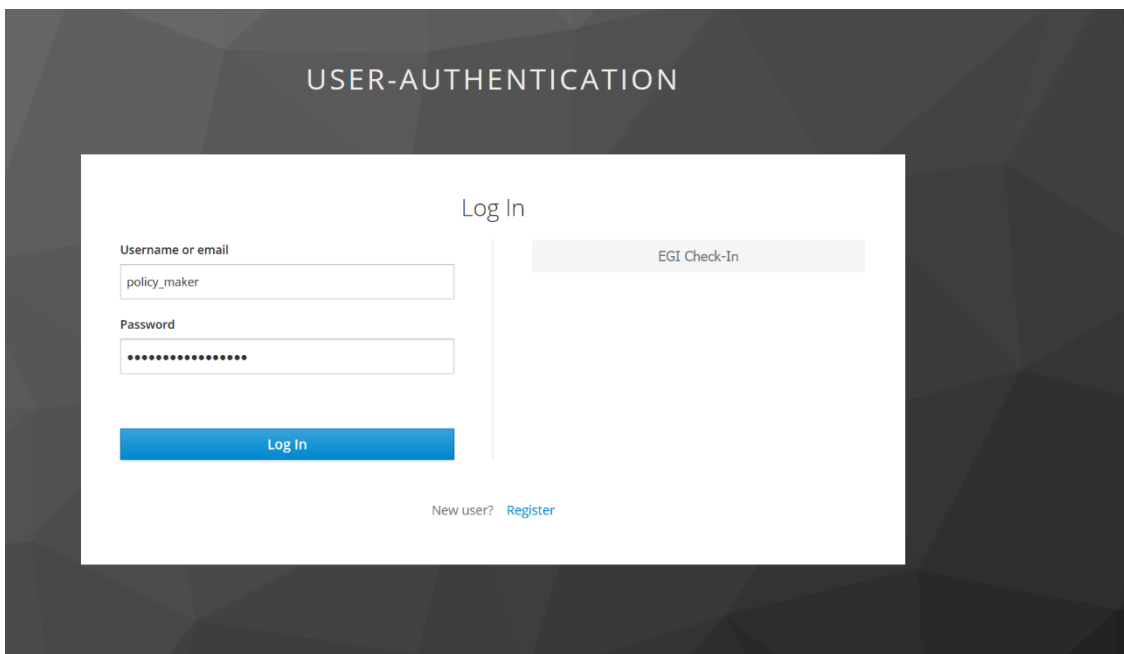 USER-AUTHENTICATION
Log In
Username or email
policy_maker
Password
•••••••••••••••••
Log In
EGI Check-In
New user? Register